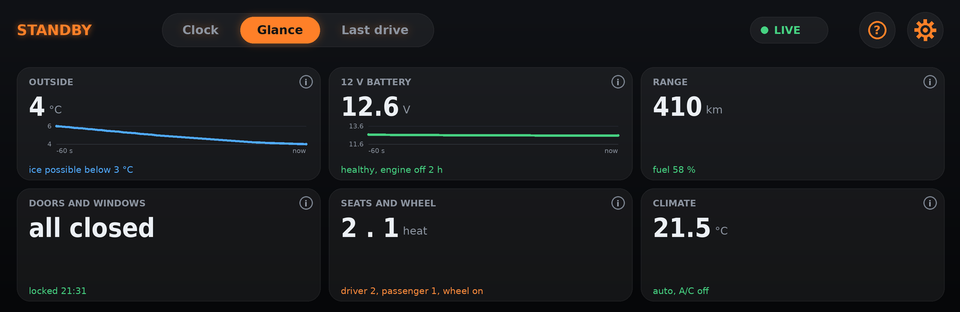 STANDBY
Clock Glance Last drive
LIVE
?
OUTSIDE i
4 °C
6
4
-60 s now
ice possible below 3 °C
12 V BATTERY i
12.6 V
13.6
11.6
-60 s now
healthy, engine off 2 h
RANGE i
410 km
fuel 58 %
DOORS AND WINDOWS i
all closed
locked 21:31
SEATS AND WHEEL i
2 . 1 heat
driver 2, passenger 1, wheel on
CLIMATE i
21.5 °C
auto, A/C off